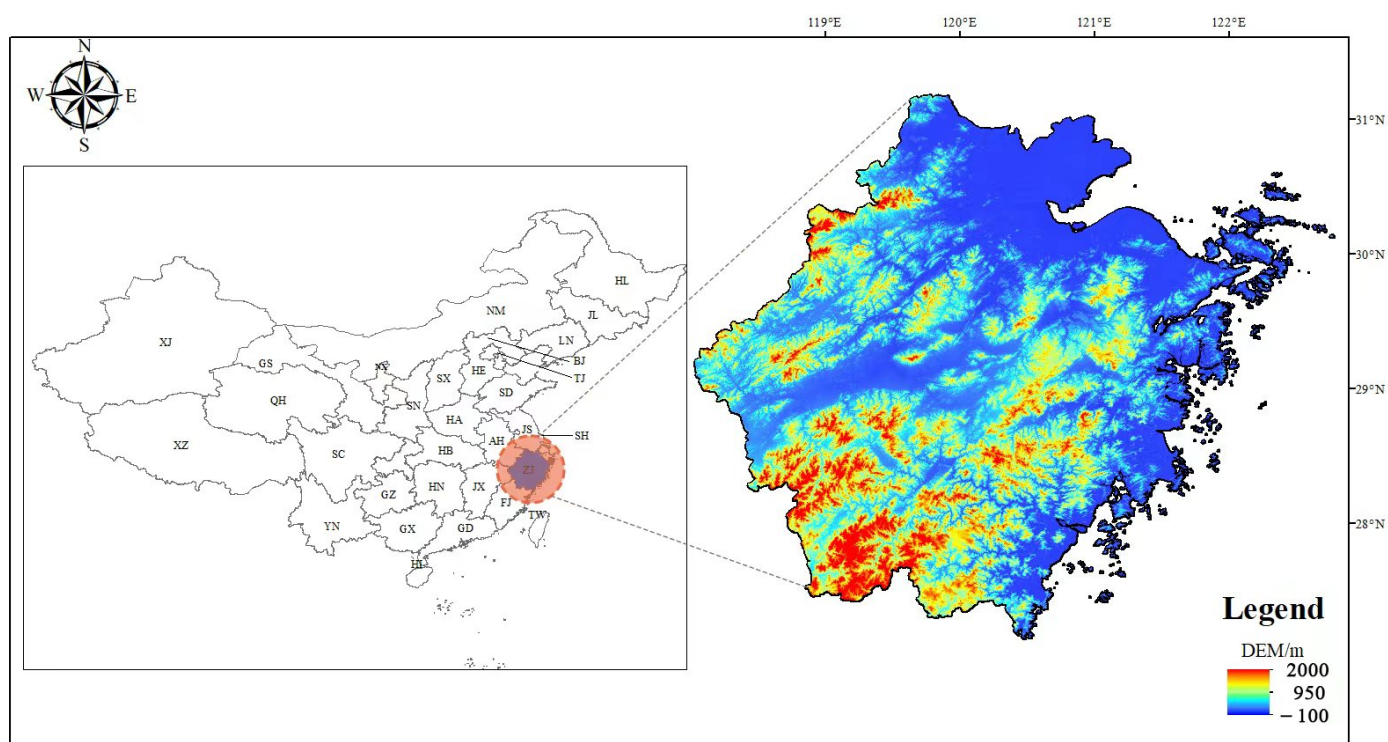 119°E 120°E 121°E 122°E
N
W E
S
31°N
30°N
29°N
28°N
HL
NM
JL
XJ
LN
GS
NX
BJ
HE
TJ
SX
QH
SD
SN
HA
JS
SH
AH
XZ
SC
HB
ZJ
HN
JX
GZ
FJ
TW
YN
GX
GD
HI
Legend
DEM/m
2000
950
−100